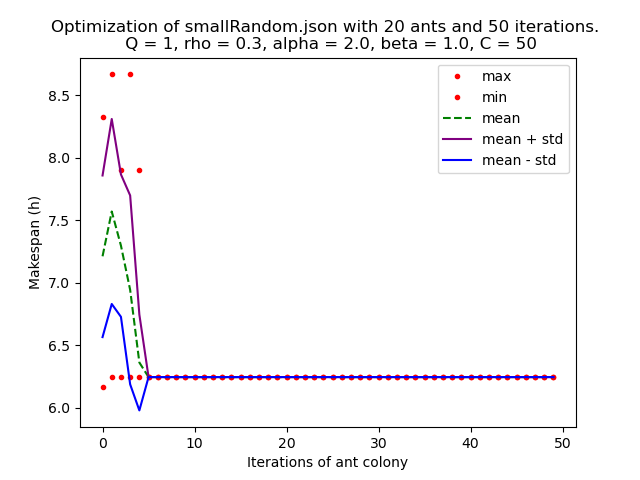 Optimization of smallRandom.json with 20 ants and 50 iterations.
Q = 1, rho = 0.3, alpha = 2.0, beta = 1.0, C = 50
max
min
mean
mean + std
mean - std
8.5
8.0
7.5
7.0
6.5
6.0
Makespan (h)
0 10 20 30 40 50
Iterations of ant colony